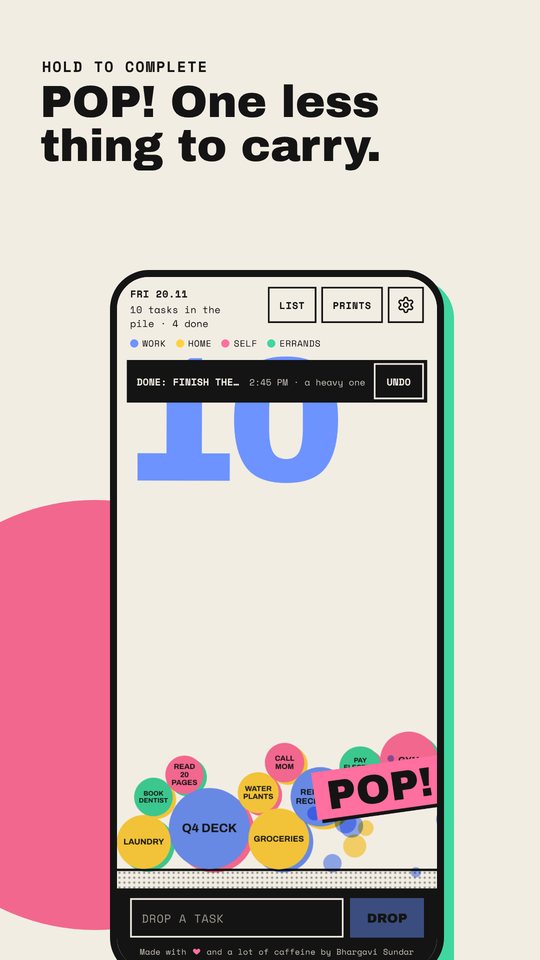 HOLD TO COMPLETE
POP! One less
thing to carry.
FRI 20.11
10 tasks in the
pile · 4 done
LIST
PRINTS
WORK
HOME
SELF
ERRANDS
10
DONE: FINISH THE… 2:45 PM · a heavy one
UNDO
READ
20
PAGES
CALL
MOM
PAY
BOOK
DENTIST
WATER
PLANTS
POP!
Q4 DECK
LAUNDRY
GROCERIES
DROP A TASK
DROP
Made with ♥ and a lot of caffeine by Bhargavi Sundar